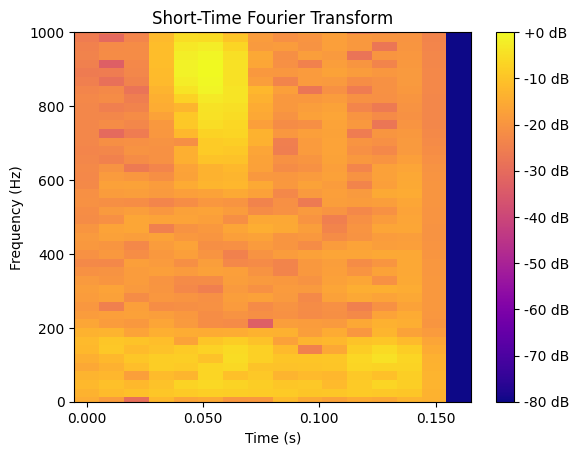 Short-Time Fourier Transform
Frequency (Hz)
1000
800
600
400
200
0
0.000
0.050
0.100
0.150
Time (s)
+0 dB
-10 dB
-20 dB
-30 dB
-40 dB
-50 dB
-60 dB
-70 dB
-80 dB